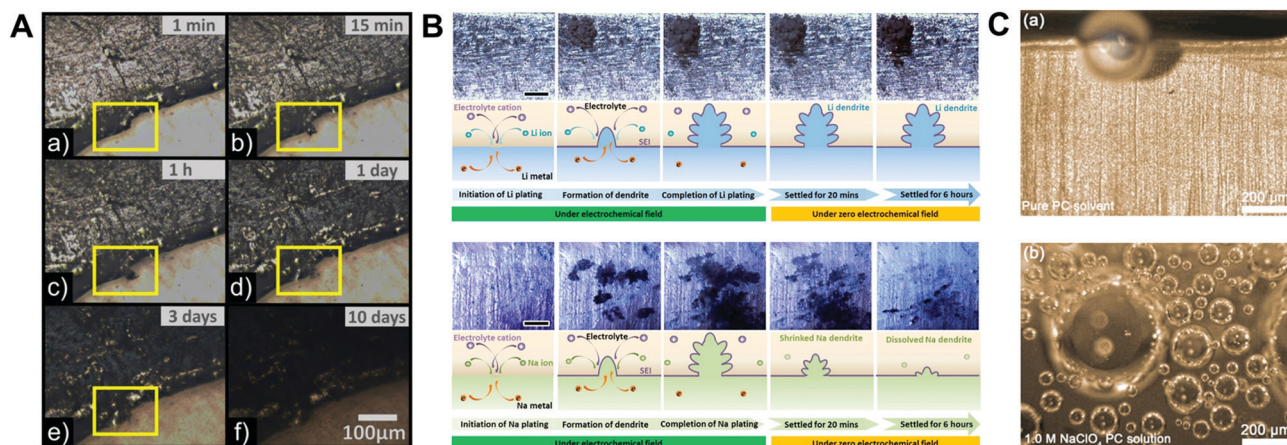 A
1 min
15 min
a)
b)
1 h
1 day
c)
d)
3 days
10 days
e)
f)
100μm
B
Electrolyte cation
Electrolyte
Li dendrite
Li dendrite
Li ion
SEI
Li metal
Initiation of Li plating
Formation of dendrite
Completion of Li plating
Settled for 20 mins
Settled for 6 hours
Under electrochemical field
Under zero electrochemical field
Electrolyte cation
Electrolyte
Shrinked Na dendrite
Dissolved Na dendrite
Na ion
SEI
Na metal
Initiation of Na plating
Formation of dendrite
Completion of Na plating
Settled for 20 mins
Settled for 6 hours
Under electrochemical field
Under zero electrochemical field
C
(a)
Pure PC solvent
200 μm
(b)
1.0 M NaClO4 PC solution
200 μm